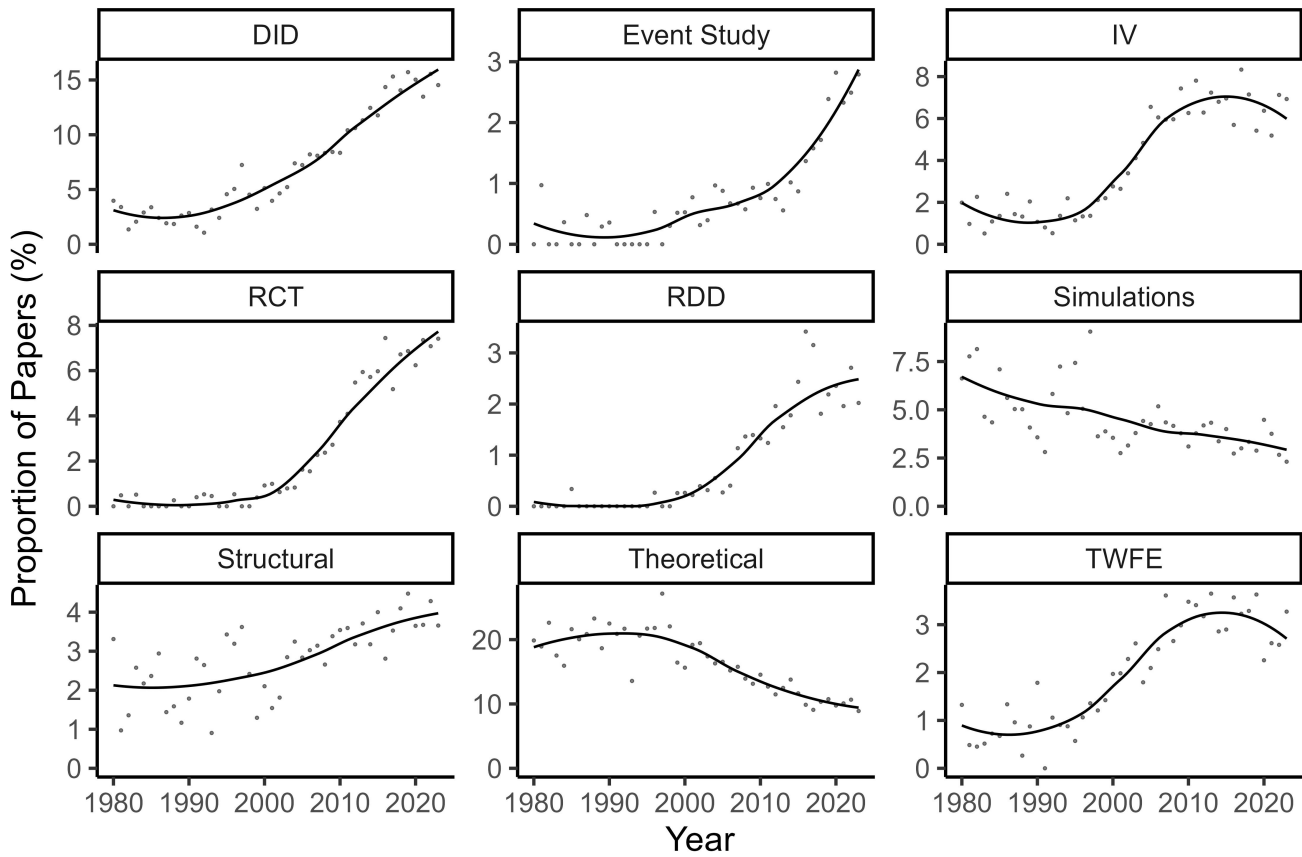 DID
Event Study
IV
15
10
5
0
3
2
1
0
8
6
4
2
0
RCT
RDD
Simulations
8
6
4
2
0
3
2
1
0
7.5
5.0
2.5
0.0
Structural
Theoretical
TWFE
4
3
2
1
0
20
10
0
3
2
1
0
1980 1990 2000 2010 2020
1980 1990 2000 2010 2020
1980 1990 2000 2010 2020
Proportion of Papers (%)
Year